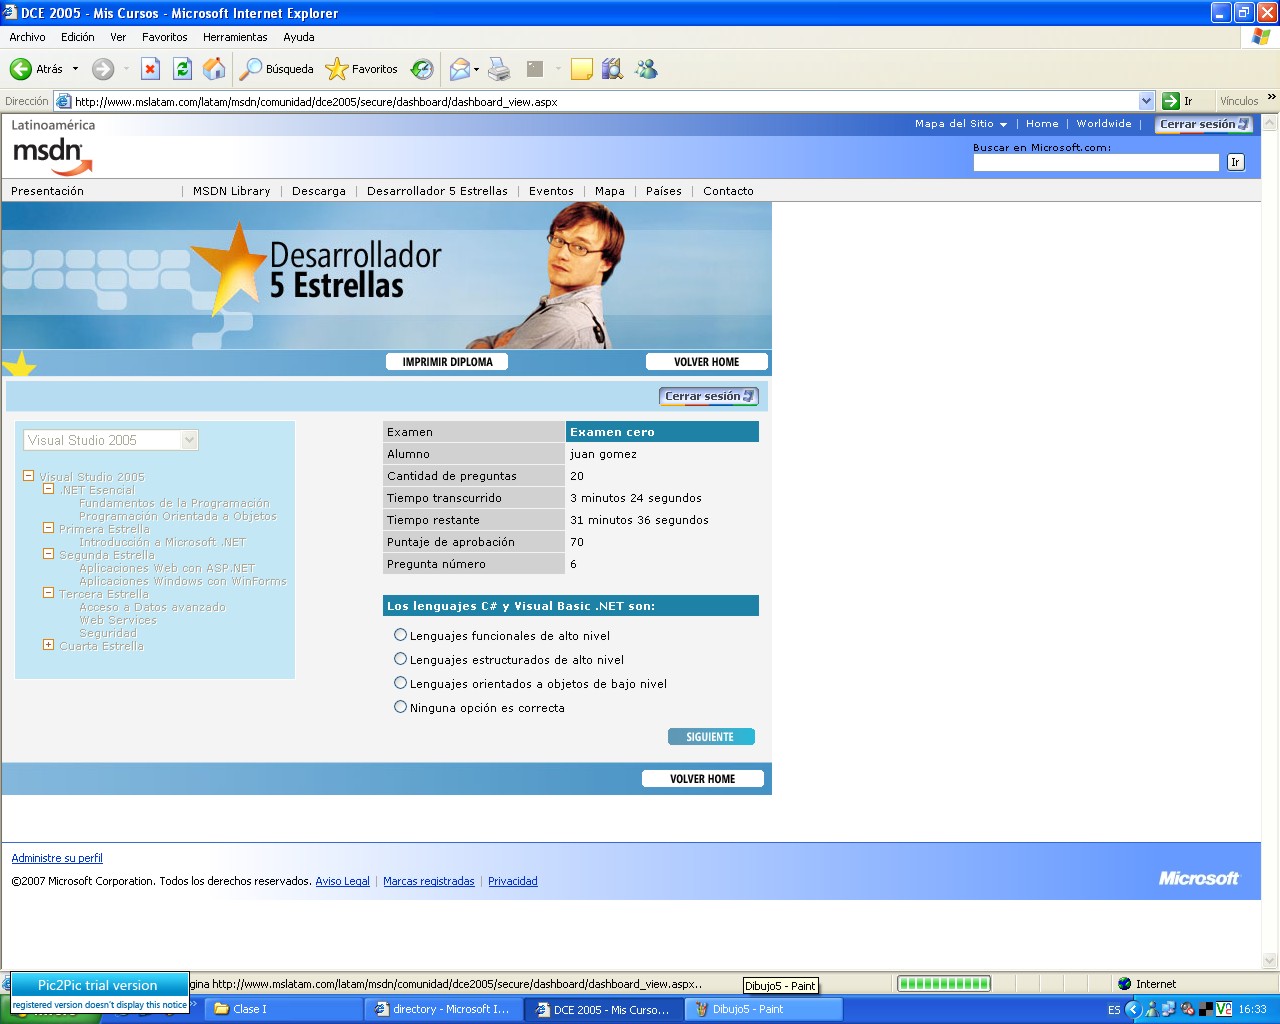 DCE 2005 - Mis Cursos - Microsoft Internet Explorer
Archivo Edición Ver Favoritos Herramientas Ayuda
Atrás Búsqueda Favoritos
Dirección http://www.mslatam.com/latam/msdn/comunidad/dce2005/secure/dashboard/dashboard_view.aspx Ir Vínculos »
Latinoamérica Mapa del Sitio | Home | Worldwide | Cerrar sesión
msdn Buscar en Microsoft.com:
Ir
Presentación | MSDN Library | Descarga | Desarrollador 5 Estrellas | Eventos | Mapa | Países | Contacto
Desarrollador
5 Estrellas
IMPRIMIR DIPLOMA VOLVER HOME
Cerrar sesión
Visual Studio 2005
Visual Studio 2005
.NET Esencial
Fundamentos de la Programación
Programación Orientada a Objetos
Primera Estrella
Introducción a Microsoft .NET
Segunda Estrella
Aplicaciones Web con ASP.NET
Aplicaciones Windows con WinForms
Tercera Estrella
Acceso a Datos avanzado
Web Services
Seguridad
Cuarta Estrella
Examen Examen cero
Alumno juan gomez
Cantidad de preguntas 20
Tiempo transcurrido 3 minutos 24 segundos
Tiempo restante 31 minutos 36 segundos
Puntaje de aprobación 70
Pregunta número 6
Los lenguajes C# y Visual Basic .NET son:
Lenguajes funcionales de alto nivel
Lenguajes estructurados de alto nivel
Lenguajes orientados a objetos de bajo nivel
Ninguna opción es correcta
SIGUIENTE
VOLVER HOME
Administre su perfil
©2007 Microsoft Corporation. Todos los derechos reservados. Aviso Legal | Marcas registradas | Privacidad
Microsoft
Pic2Pic trial version
registered version doesn't display this notice
http://www.mslatam.com/latam/msdn/comunidad/dce2005/secure/dashboard/dashboard_view.aspx..
Dibujo5 - Paint
Internet
Clase I
directory - Microsoft I...
DCE 2005 - Mis Curso...
Dibujo5 - Paint
ES 16:33